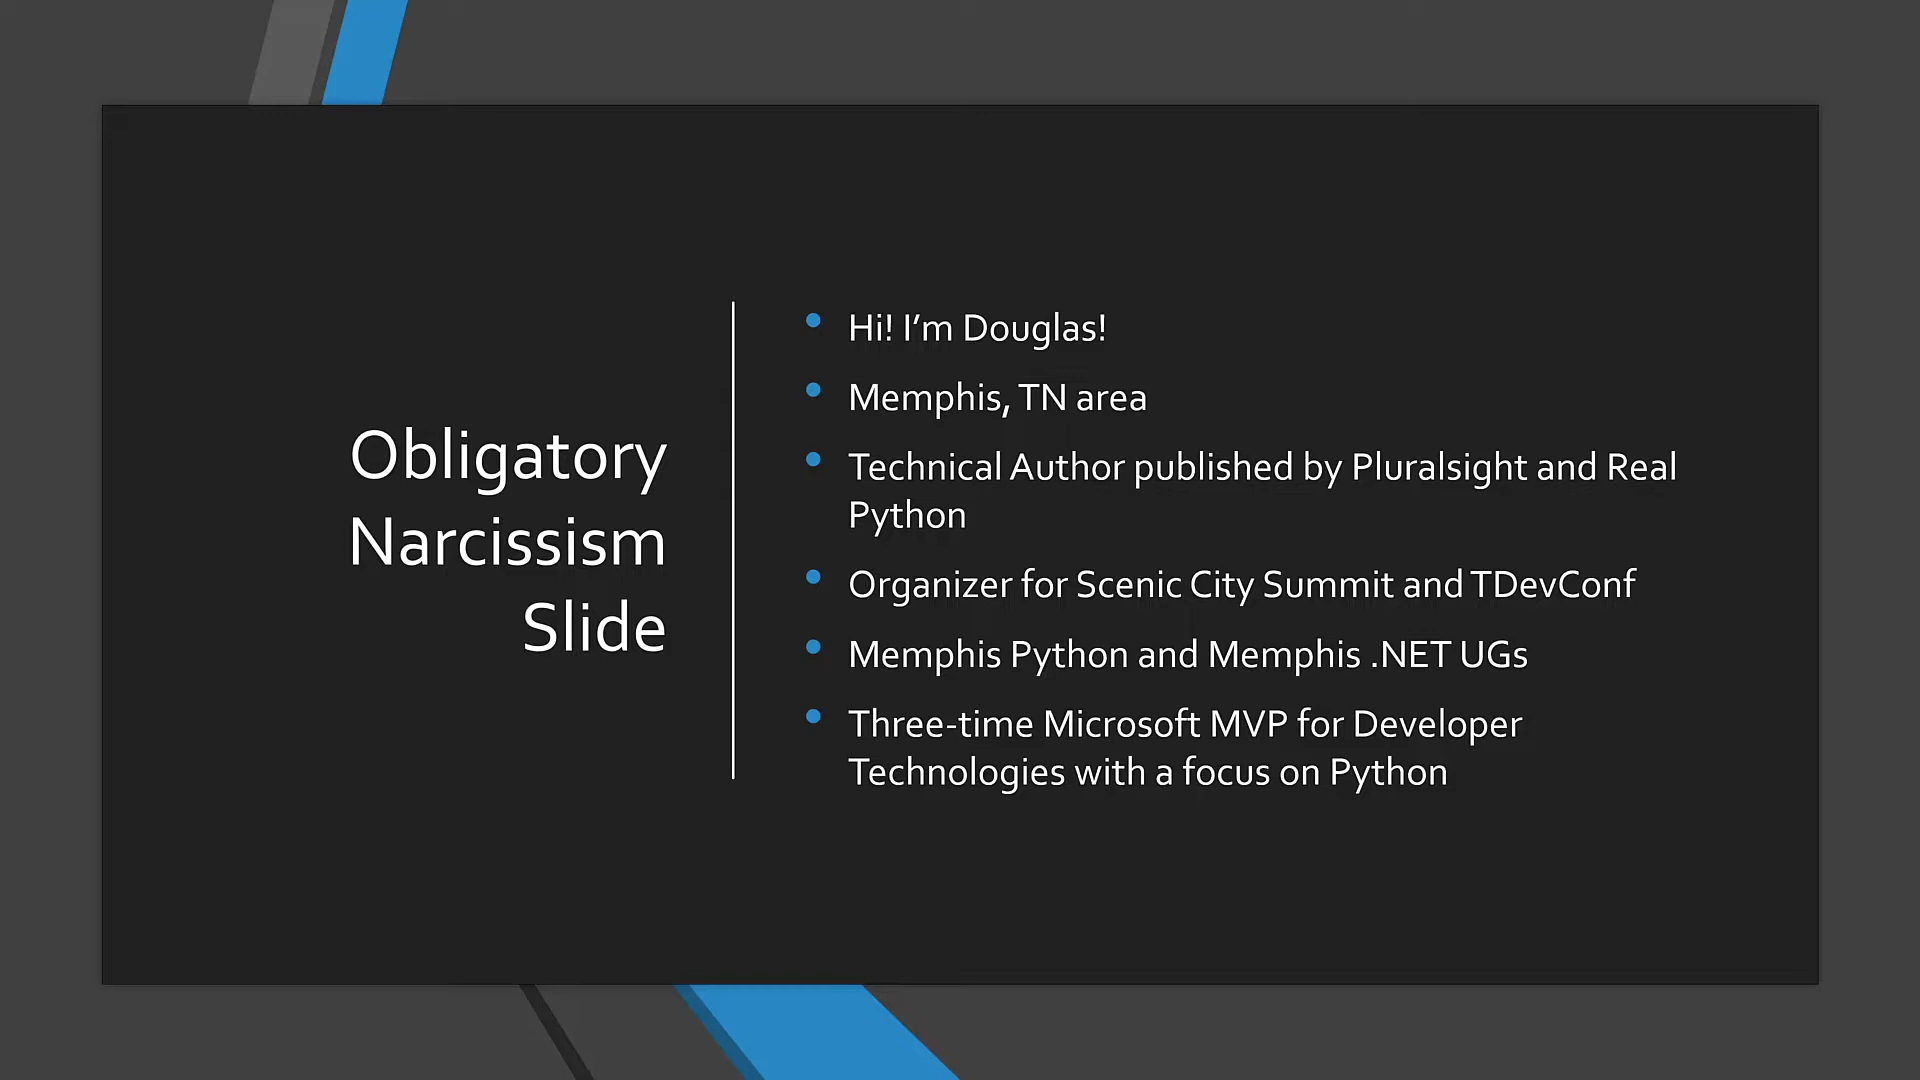 Obligatory
Narcissism
Slide
Hi! I’m Douglas!
Memphis, TN area
Technical Author published by Pluralsight and Real
Python
Organizer for Scenic City Summit and TDevConf
Memphis Python and Memphis .NET UGs
Three-time Microsoft MVP for Developer
Technologies with a focus on Python